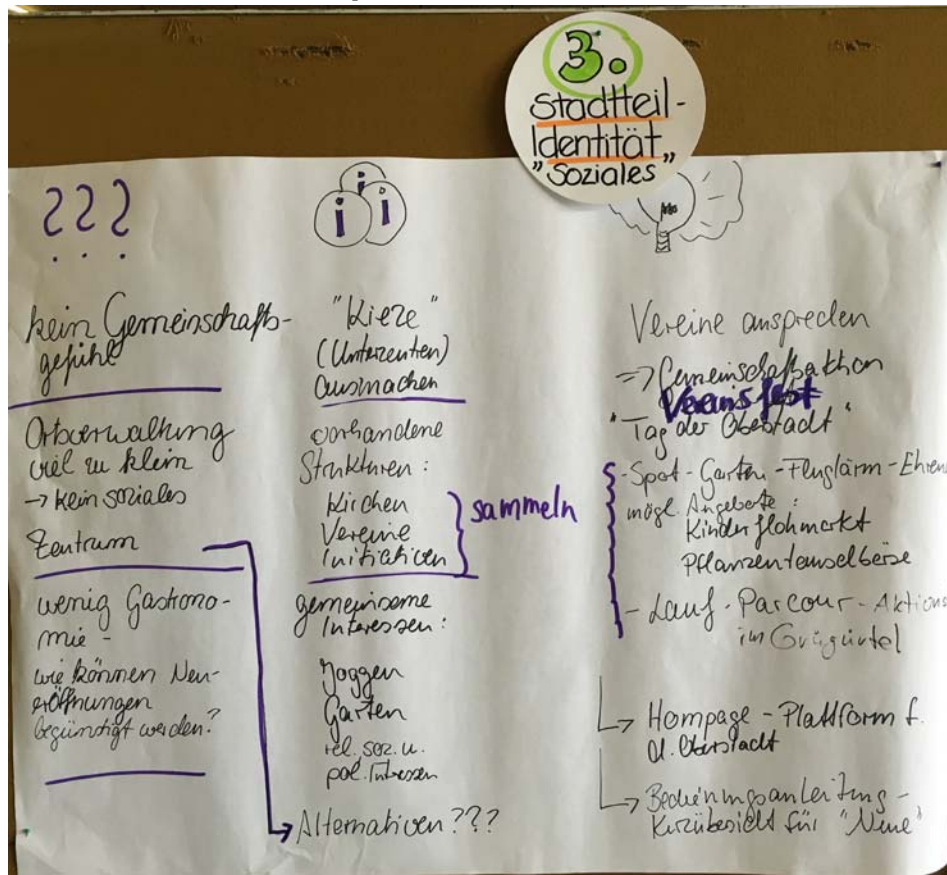 3.
Stadtteil-
Identität
"Soziales"
???
i i i
kein Gemeinschafts-
gefühl
Ortsverwaltung
viel zu klein
→ kein soziales
Zentrum
wenig Gastrono-
mie -
wie können Neu-
eröffnungen
begünstigt werden?
"Kieze"
(Unterzentren)
ausmachen
vorhandene
Strukturen:
Kirchen
Vereine
Initiativen
sammeln
gemeinsame
Interessen:
Joggen
Garten
rel. soz. u.
pol. Interessen
Alternativen???
Vereine ansprechen
=> Gemeinschaftsaktion
Vereinsfest
"Tag der Oberstadt"
- Sport - Garten - Fluglärm - Ehren
mögl. Angebote:
Kinderflohmarkt
Pflanzentauschbörse
- Lauf - Parcour - Aktions
im Grüngürtel
↳ Hompage - Plattform f.
d. Oberstadt
↳ Bedienungsanleitung -
Kurzübersicht für "Neue"